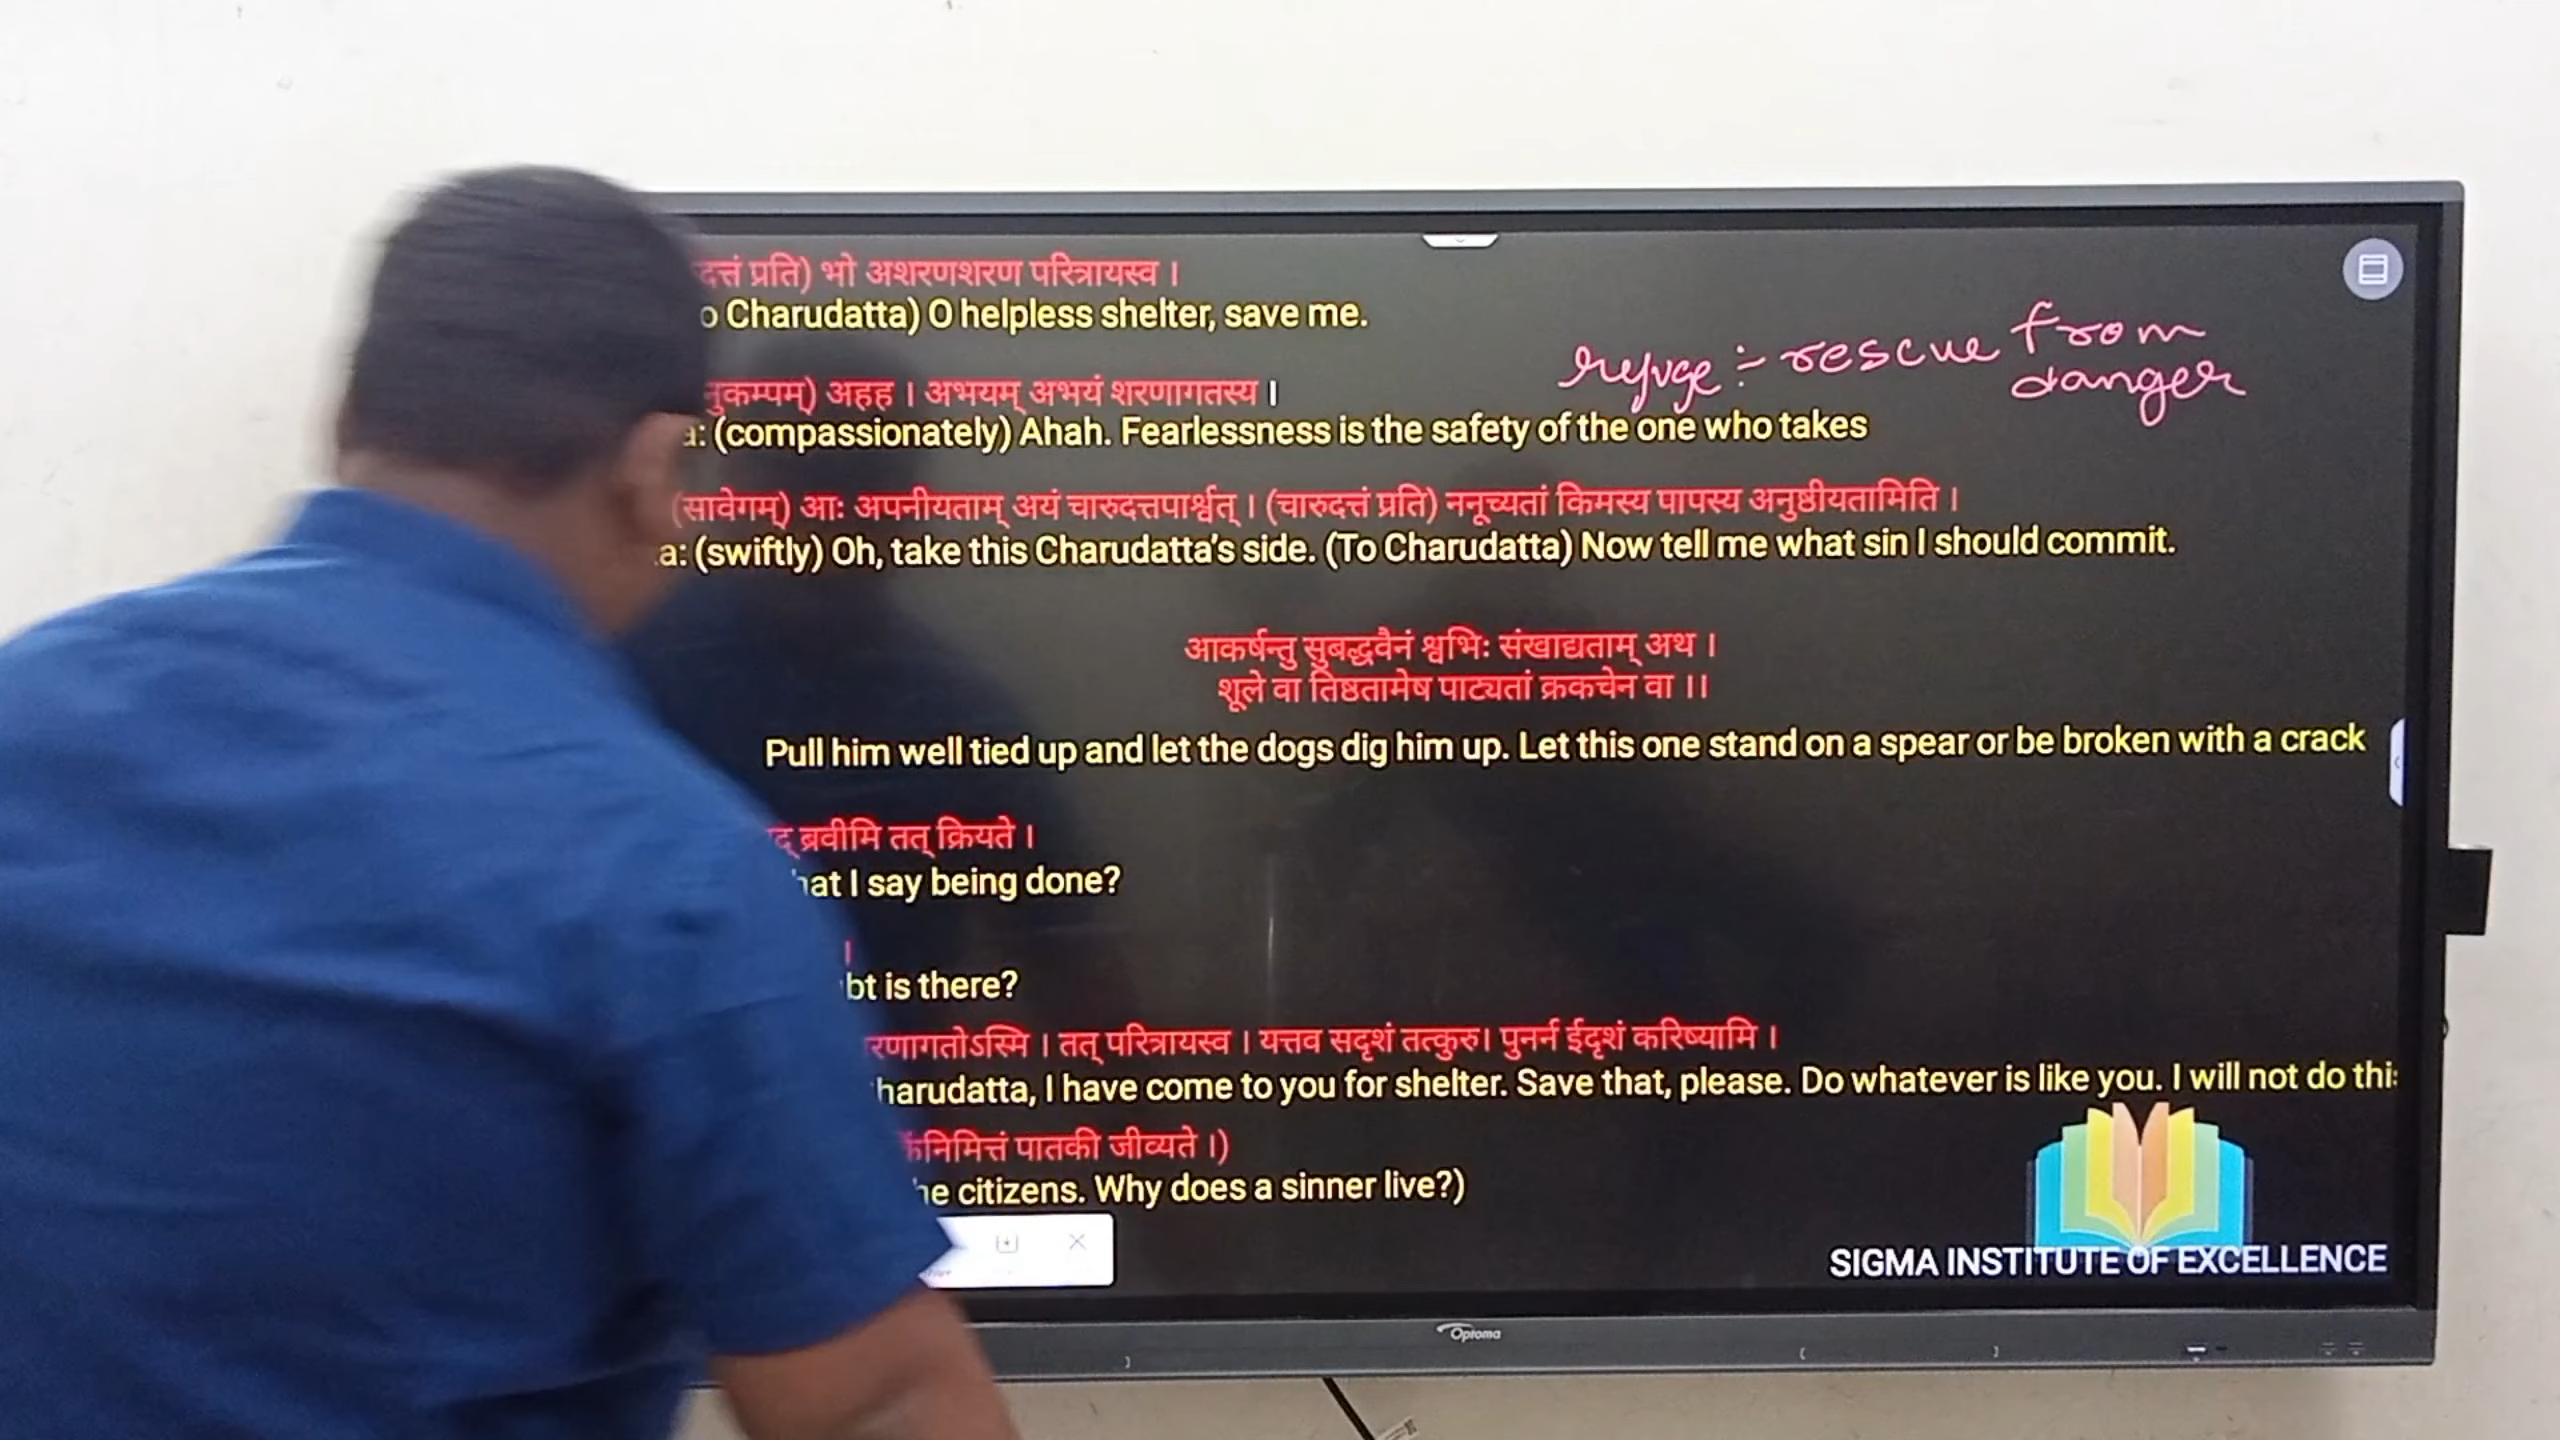 दत्तं प्रति) भो अशरणशरण परित्रायस्व ।
o Charudatta) O helpless shelter, save me.
refuge :- rescue from
danger
नुकम्पम्) अहह । अभयम् अभयं शरणागतस्य ।
a: (compassionately) Ahah. Fearlessness is the safety of the one who takes
(सावेगम्) आः अपनीयताम् अयं चारुदत्तपार्श्वत् । (चारुदत्तं प्रति) ननूच्यतां किमस्य पापस्य अनुष्ठीयतामिति ।
a: (swiftly) Oh, take this Charudatta's side. (To Charudatta) Now tell me what sin I should commit.
आकर्षन्तु सुबद्धवैनं श्वभिः संखाद्यताम् अथ ।
शूले वा तिष्ठतामेष पाट्यतां क्रकचेन वा ।।
Pull him well tied up and let the dogs dig him up. Let this one stand on a spear or be broken with a crack
द् ब्रवीमि तत् क्रियते ।
hat I say being done?
।
bt is there?
रणागतोऽस्मि । तत् परित्रायस्व । यत्तव सदृशं तत्कुरु। पुनर्न ईदृशं करिष्यामि ।
harudatta, I have come to you for shelter. Save that, please. Do whatever is like you. I will not do this
निमित्तं पातकी जीव्यते ।)
he citizens. Why does a sinner live?)
SIGMA INSTITUTE OF EXCELLENCE
Optoma